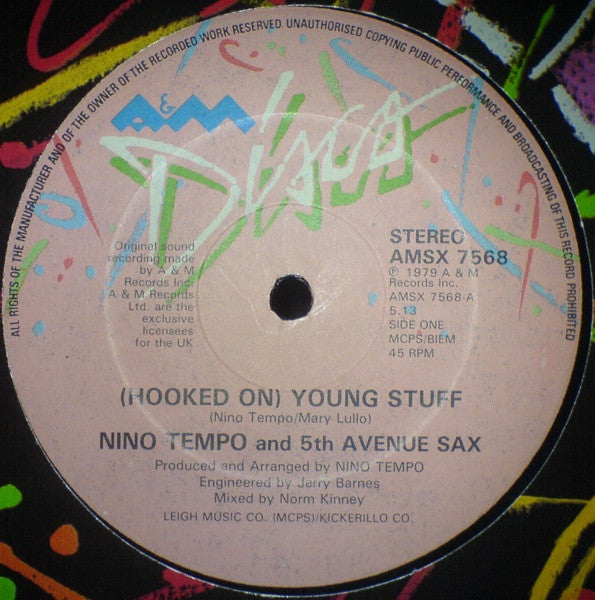 ALL RIGHTS OF THE MANUFACTURER AND OF THE OWNER OF THE RECORDED WORK RESERVED. UNAUTHORISED COPYING PUBLIC PERFORMANCE AND BROADCASTING OF THIS RECORD PROHIBITED
A&M
Disco
Original sound
recording made
by A & M
Records Inc.
A & M Records
Ltd. are the
exclusive
licensees
for the UK
STEREO
AMSX 7568
℗ 1979 A & M
Records Inc.
AMSX 7568-A
5.13
SIDE ONE
MCPS/BIEM
45 RPM
(HOOKED ON) YOUNG STUFF
(Nino Tempo/Mary Lullo)
NINO TEMPO and 5th AVENUE SAX
Produced and Arranged by NINO TEMPO
Engineered by Jerry Barnes
Mixed by Norm Kinney
LEIGH MUSIC CO. (MCPS)/KICKERILLO CO.